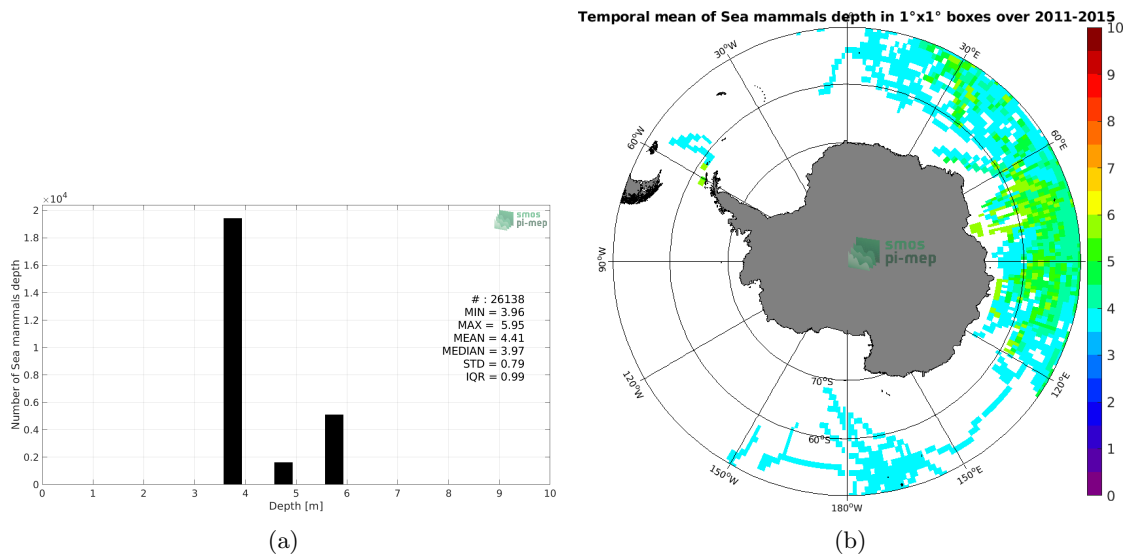 Temporal mean of Sea mammals depth in 1°x1° boxes over 2011-2015
×10⁴
2
1.8
1.6
1.4
1.2
1
0.8
0.6
0.4
0.2
0
Number of Sea mammals depth
0 1 2 3 4 5 6 7 8 9 10
Depth [m]
smos
pi-mep
# : 26138
MIN = 3.96
MAX = 5.95
MEAN = 4.41
MEDIAN = 3.97
STD = 0.79
IQR = 0.99
(a)
0°
30°W
30°E
60°W
60°E
90°W
smos
pi-mep
120°W
120°E
70°S
60°S
150°W
150°E
180°W
10
9
8
7
6
5
4
3
2
1
0
(b)